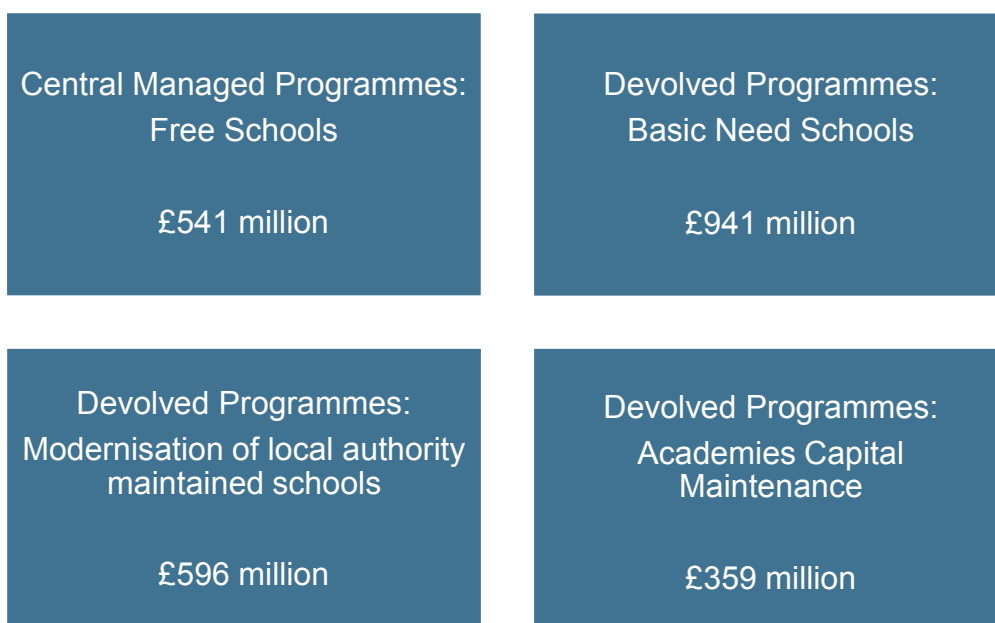 Central Managed Programmes:
Free Schools
£541 million
Devolved Programmes:
Basic Need Schools
£941 million
Devolved Programmes:
Modernisation of local authority
maintained schools
£596 million
Devolved Programmes:
Academies Capital
Maintenance
£359 million